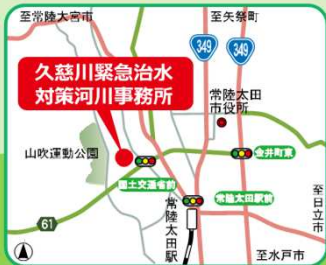 至常陸大宮市
至矢祭町
349
349
久慈川緊急治水
対策河川事務所
常陸太田
市役所
山吹運動公園
金井町東
国土交通省前
常陸太田駅前
61
常陸太田駅
至日立市
至水戸市